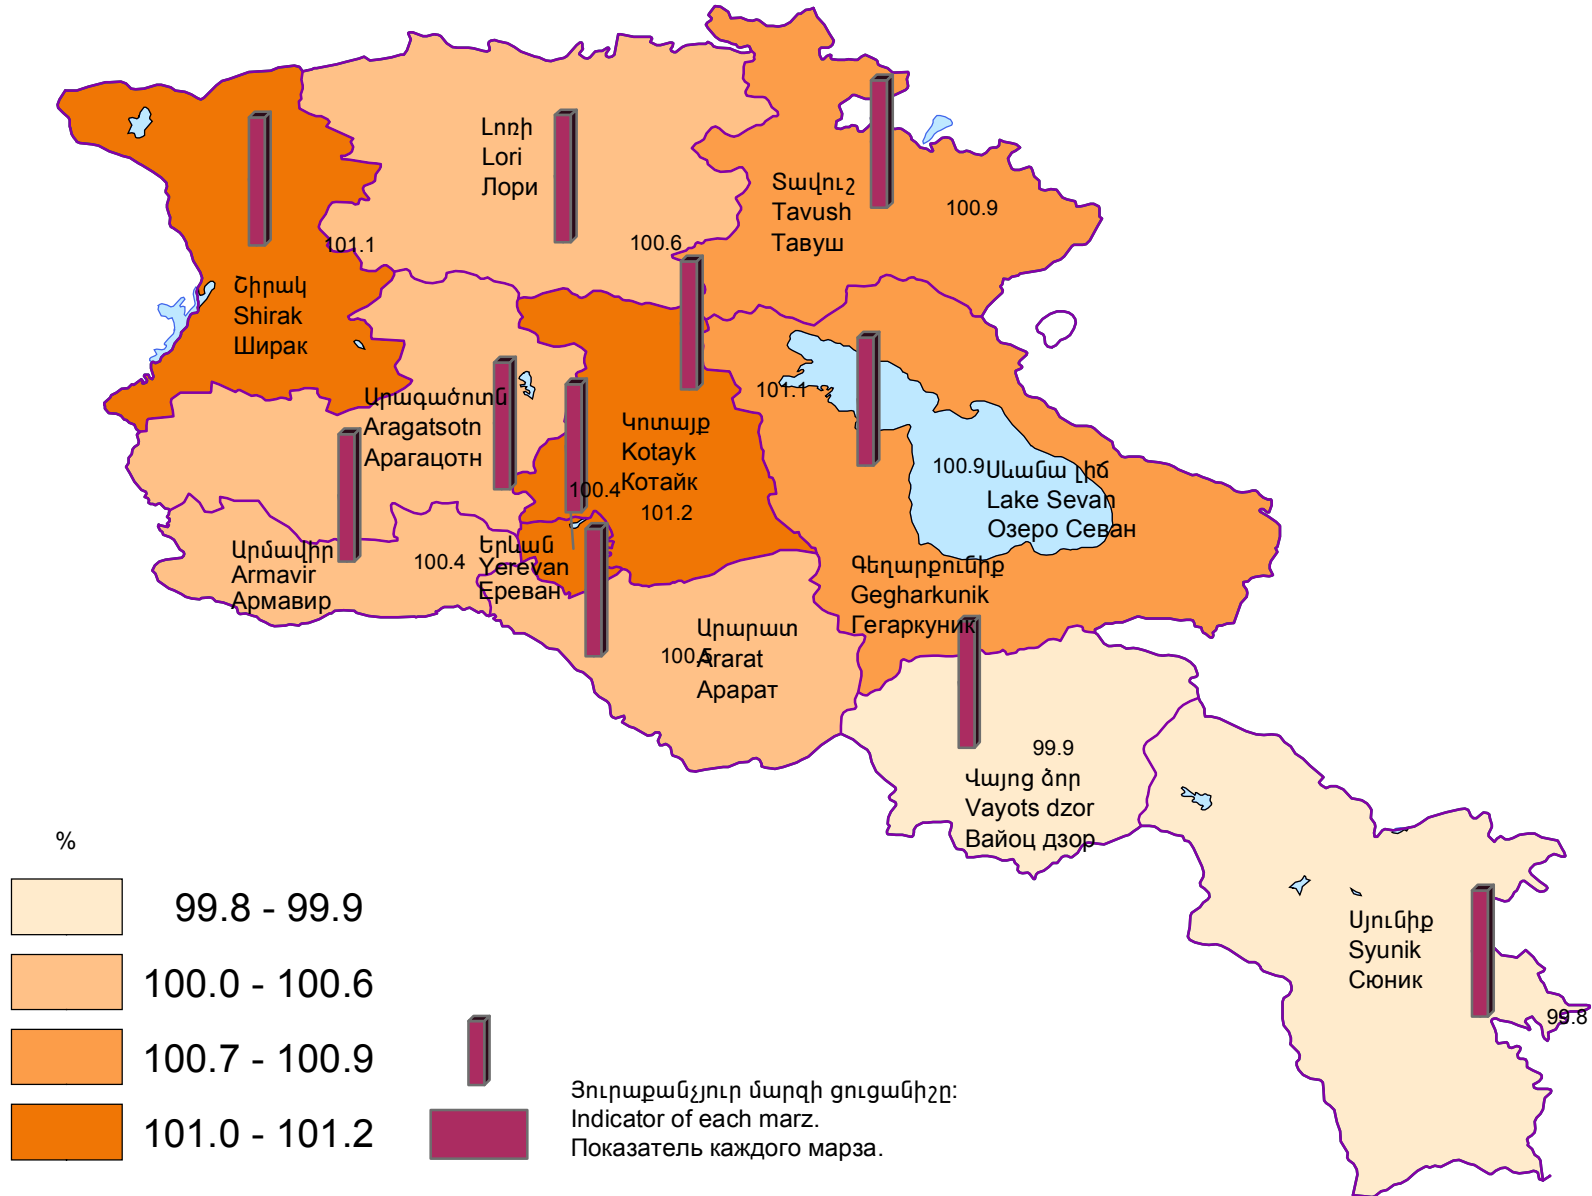 Լոռի
Lori
Лори
Տավուշ
Tavush
Тавуш
100.9
101.1
100.6
Շիրակ
Shirak
Ширак
Արագածոտն
Aragatsotn
Арагацотн
101.1
Կոտայք
Kotayk
Котайк
100.4
101.2
100.9
Սևանա լիճ
Lake Sevan
Озеро Севан
Արմավիր
Armavir
Армавир
100.4
Երևան
Yerevan
Ереван
Գեղարքունիք
Gegharkunik
Гегаркуник
Արարատ
Ararat
Арарат
100.5
99.9
Վայոց ձոր
Vayots dzor
Вайоц дзор
Սյունիք
Syunik
Сюник
99.8
%
99.8 - 99.9
100.0 - 100.6
100.7 - 100.9
101.0 - 101.2
Յուրաքանչյուր մարզի ցուցանիշը:
Indicator of each marz.
Показатель каждого марза.